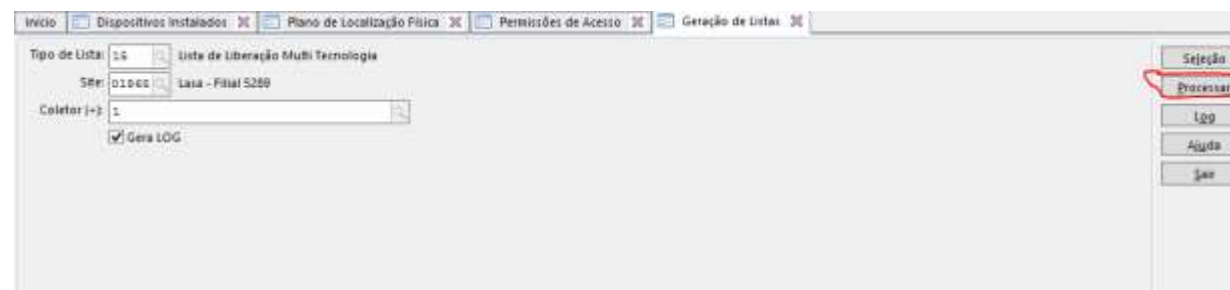 Início Dispositivos Instalados Plano de Localização Física Permissões de Acesso Geração de Listas
Tipo de Lista: 16 Lista de Liberação Multi Tecnologia
Site: Lasa - Filial 5289
Coletor (+): 1
Gera LOG
Seleção
Processar
Log
Ajuda
Sair